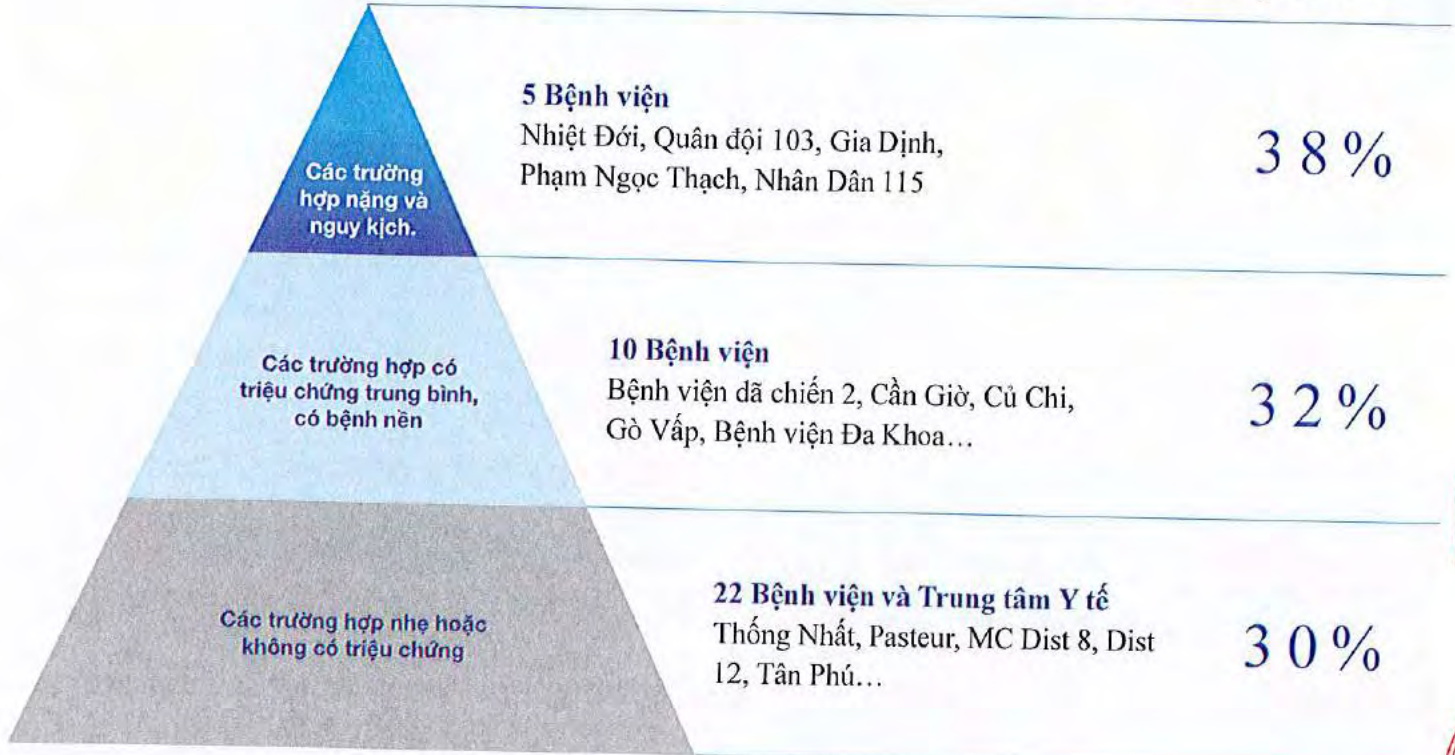 Các trường
hợp nặng và
nguy kịch.
5 Bệnh viện
Nhiệt Đới, Quân đội 103, Gia Định,
Phạm Ngọc Thạch, Nhân Dân 115
38%
Các trường hợp có
triệu chứng trung bình,
có bệnh nền
10 Bệnh viện
Bệnh viện dã chiến 2, Cần Giờ, Củ Chi,
Gò Vấp, Bệnh viện Đa Khoa...
32%
Các trường hợp nhẹ hoặc
không có triệu chứng
22 Bệnh viện và Trung tâm Y tế
Thống Nhất, Pasteur, MC Dist 8, Dist
12, Tân Phú...
30%